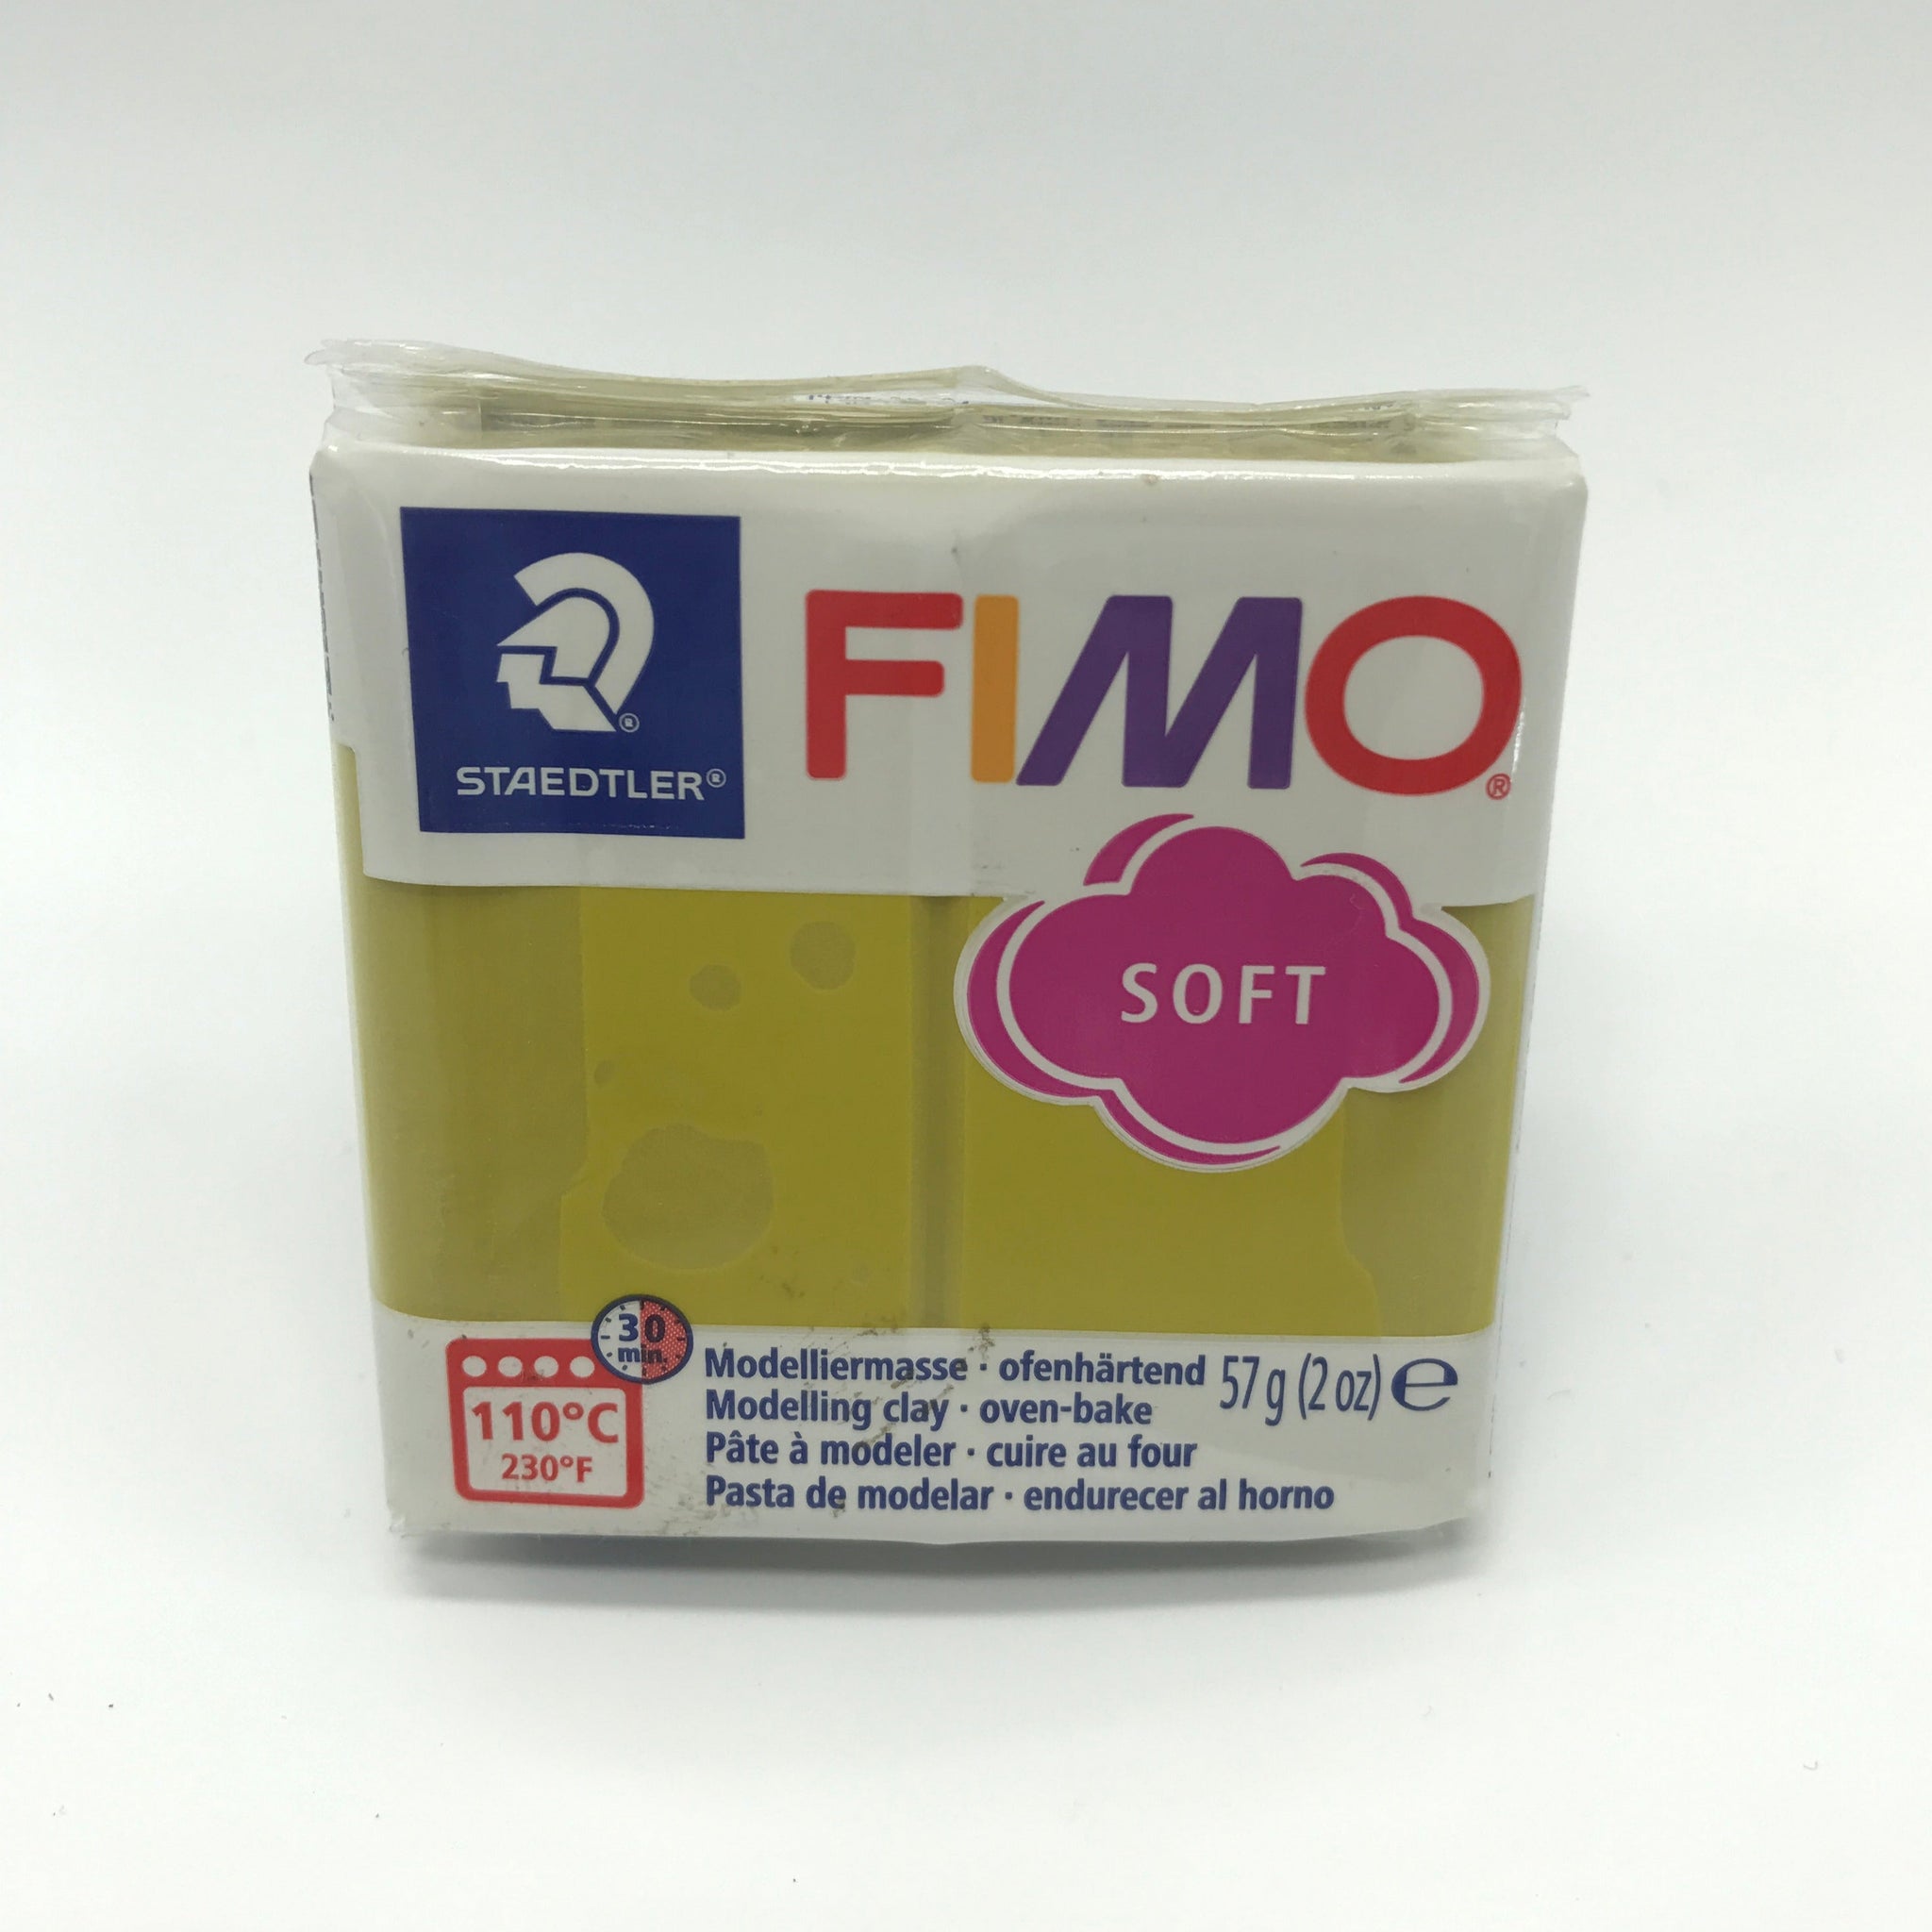 STAEDTLER®
FIMO®
SOFT
30
min.
110°C
230°F
Modelliermasse · ofenhärtend
Modelling clay · oven-bake
Pâte à modeler · cuire au four
Pasta de modelar · endurecer al horno
57 g (2 oz) ℮